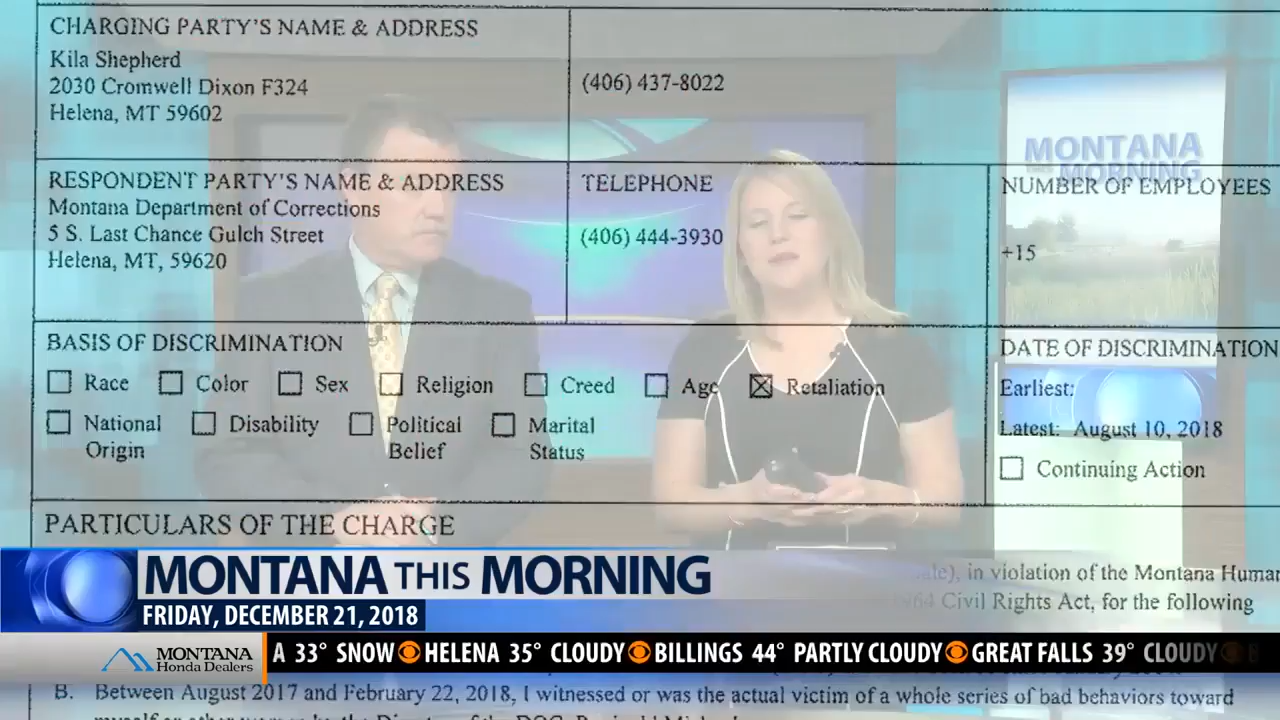 CHARGING PARTY'S NAME & ADDRESS
Kila Shepherd
2030 Cromwell Dixon F324
Helena, MT 59602
(406) 437-8022
RESPONDENT PARTY'S NAME & ADDRESS
Montana Department of Corrections
5 S. Last Chance Gulch Street
Helena, MT, 59620
TELEPHONE
(406) 444-3930
MONTANA
MORNING
NUMBER OF EMPLOYEES
+15
BASIS OF DISCRIMINATION
Race Color Sex Religion Creed Age Retaliation
National Origin Disability Political Belief Marital Status
DATE OF DISCRIMINATION
Earliest:
Latest: August 10, 2018
Continuing Action
PARTICULARS OF THE CHARGE
in violation of the Montana Human
Civil Rights Act, for the following
MONTANA THIS MORNING
FRIDAY, DECEMBER 21, 2018
MONTANA
Honda Dealers
A 33° SNOW HELENA 35° CLOUDY BILLINGS 44° PARTLY CLOUDY GREAT FALLS 39° CLOUDY
B. Between August 2017 and February 22, 2018, I witnessed or was the actual victim of a whole series of bad behaviors toward